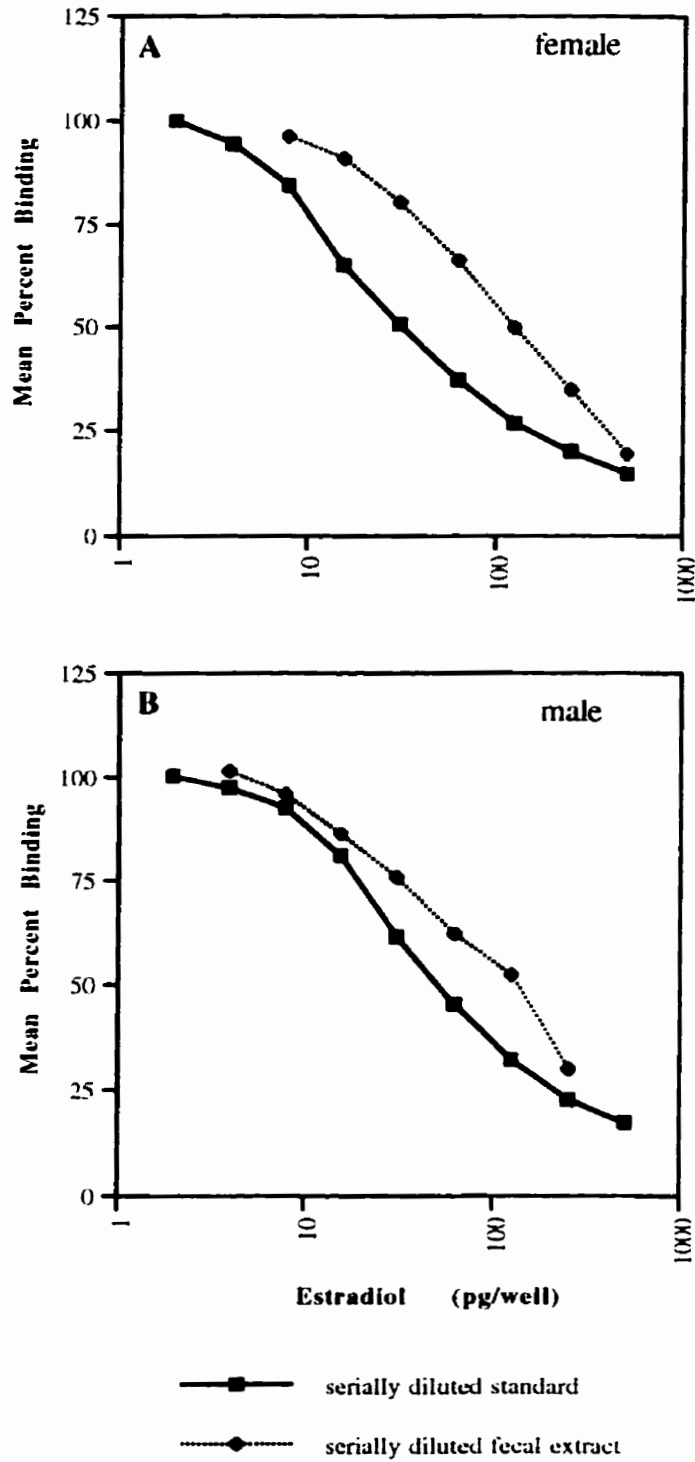 A
female
125
100
75
50
25
0
Mean Percent Binding
1
10
100
1000
B
male
125
100
75
50
25
0
Mean Percent Binding
1
10
100
1000
Estradiol (pg/well)
serially diluted standard
serially diluted fecal extract